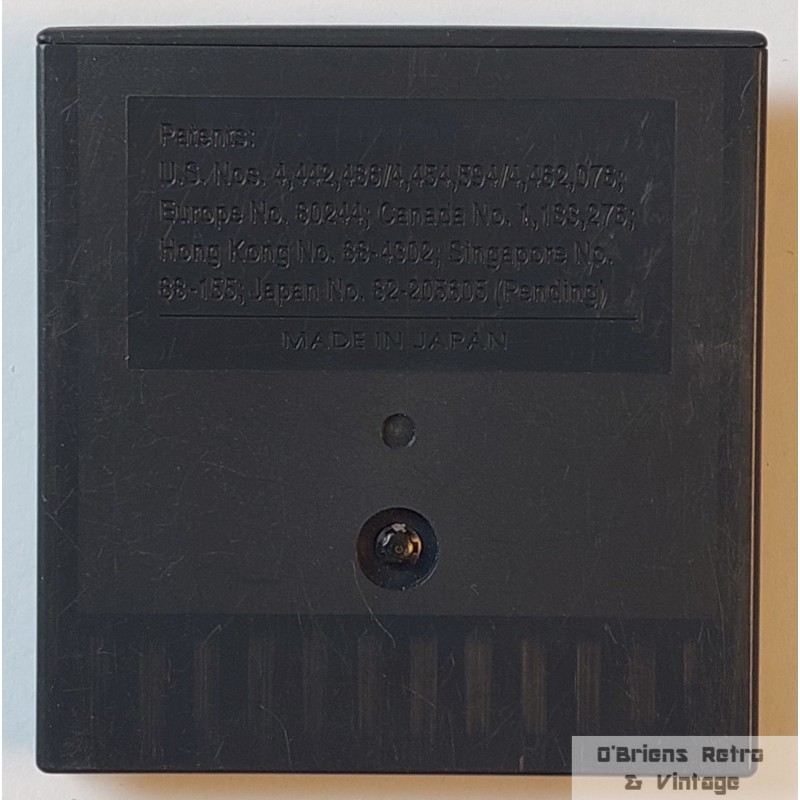 Patents:
U.S. Nos. 4,442,486/4,454,594/4,462,076;
Europe No. 80244; Canada No. 1,183,276;
Hong Kong No. 88-4302; Singapore No.
88-155; Japan No. 82-205605 (Pending)
MADE IN JAPAN
O'Briens Retro
& Vintage